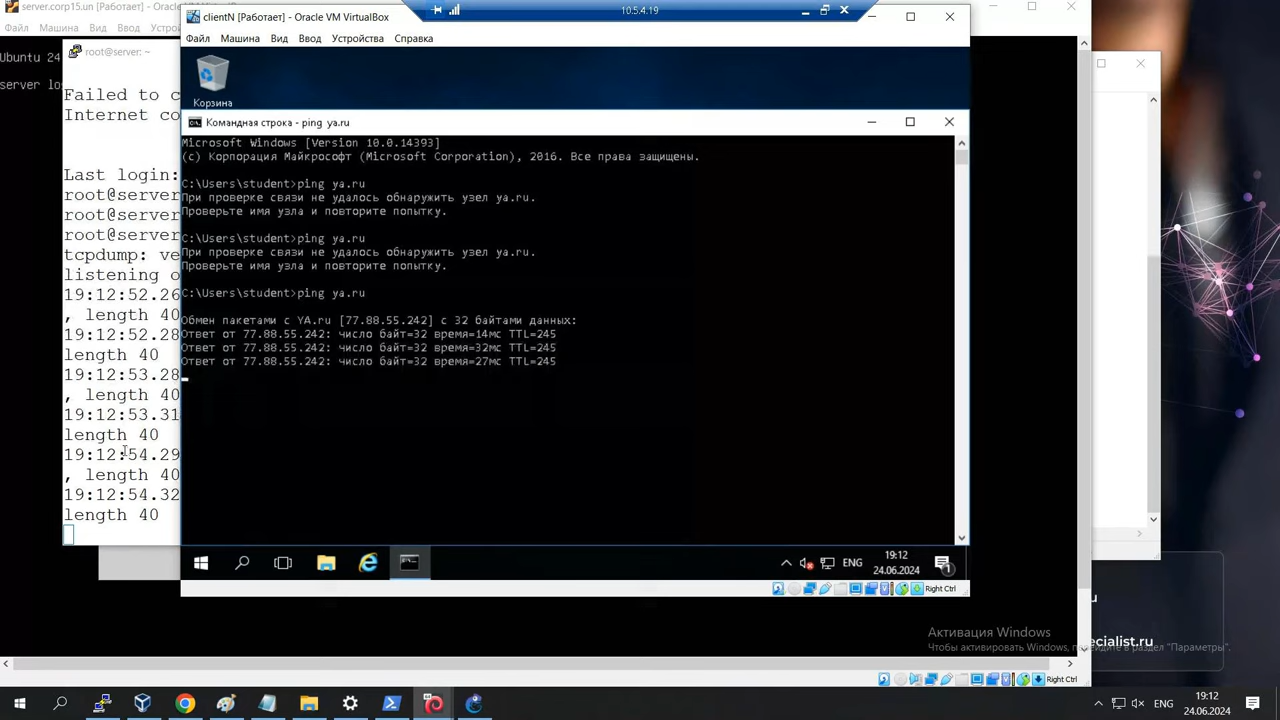 server.corp15.un [Работает] - Oracle
Файл Машина Вид Ввод
Ubuntu 24
server lo
root@server: ~
Failed to c
Internet co
Last login:
root@server
root@server
root@server
tcpdump: ve
listening o
19:12:52.26
, length 40
19:12:52.28
length 40
19:12:53.28
, length 40
19:12:53.31
length 40
19:12:54.29
, length 40
19:12:54.32
length 40
10.5.4.19
clientN [Работает] - Oracle VM VirtualBox
Файл Машина Вид Ввод Устройства Справка
Корзина
Командная строка - ping ya.ru
Microsoft Windows [Version 10.0.14393]
(c) Корпорация Майкрософт (Microsoft Corporation), 2016. Все права защищены.
C:\Users\student>ping ya.ru
При проверке связи не удалось обнаружить узел ya.ru.
Проверьте имя узла и повторите попытку.
C:\Users\student>ping ya.ru
При проверке связи не удалось обнаружить узел ya.ru.
Проверьте имя узла и повторите попытку.
C:\Users\student>ping ya.ru
Обмен пакетами с YA.ru [77.88.55.242] с 32 байтами данных:
Ответ от 77.88.55.242: число байт=32 время=14мс TTL=245
Ответ от 77.88.55.242: число байт=32 время=32мс TTL=245
Ответ от 77.88.55.242: число байт=32 время=27мс TTL=245
ENG
19:12
24.06.2024
1
Right Ctrl
u
ecialist.ru
Активация Windows
Чтобы активировать Windows, перейдите в раздел "Параметры".
Right Ctrl
ENG
19:12
24.06.2024